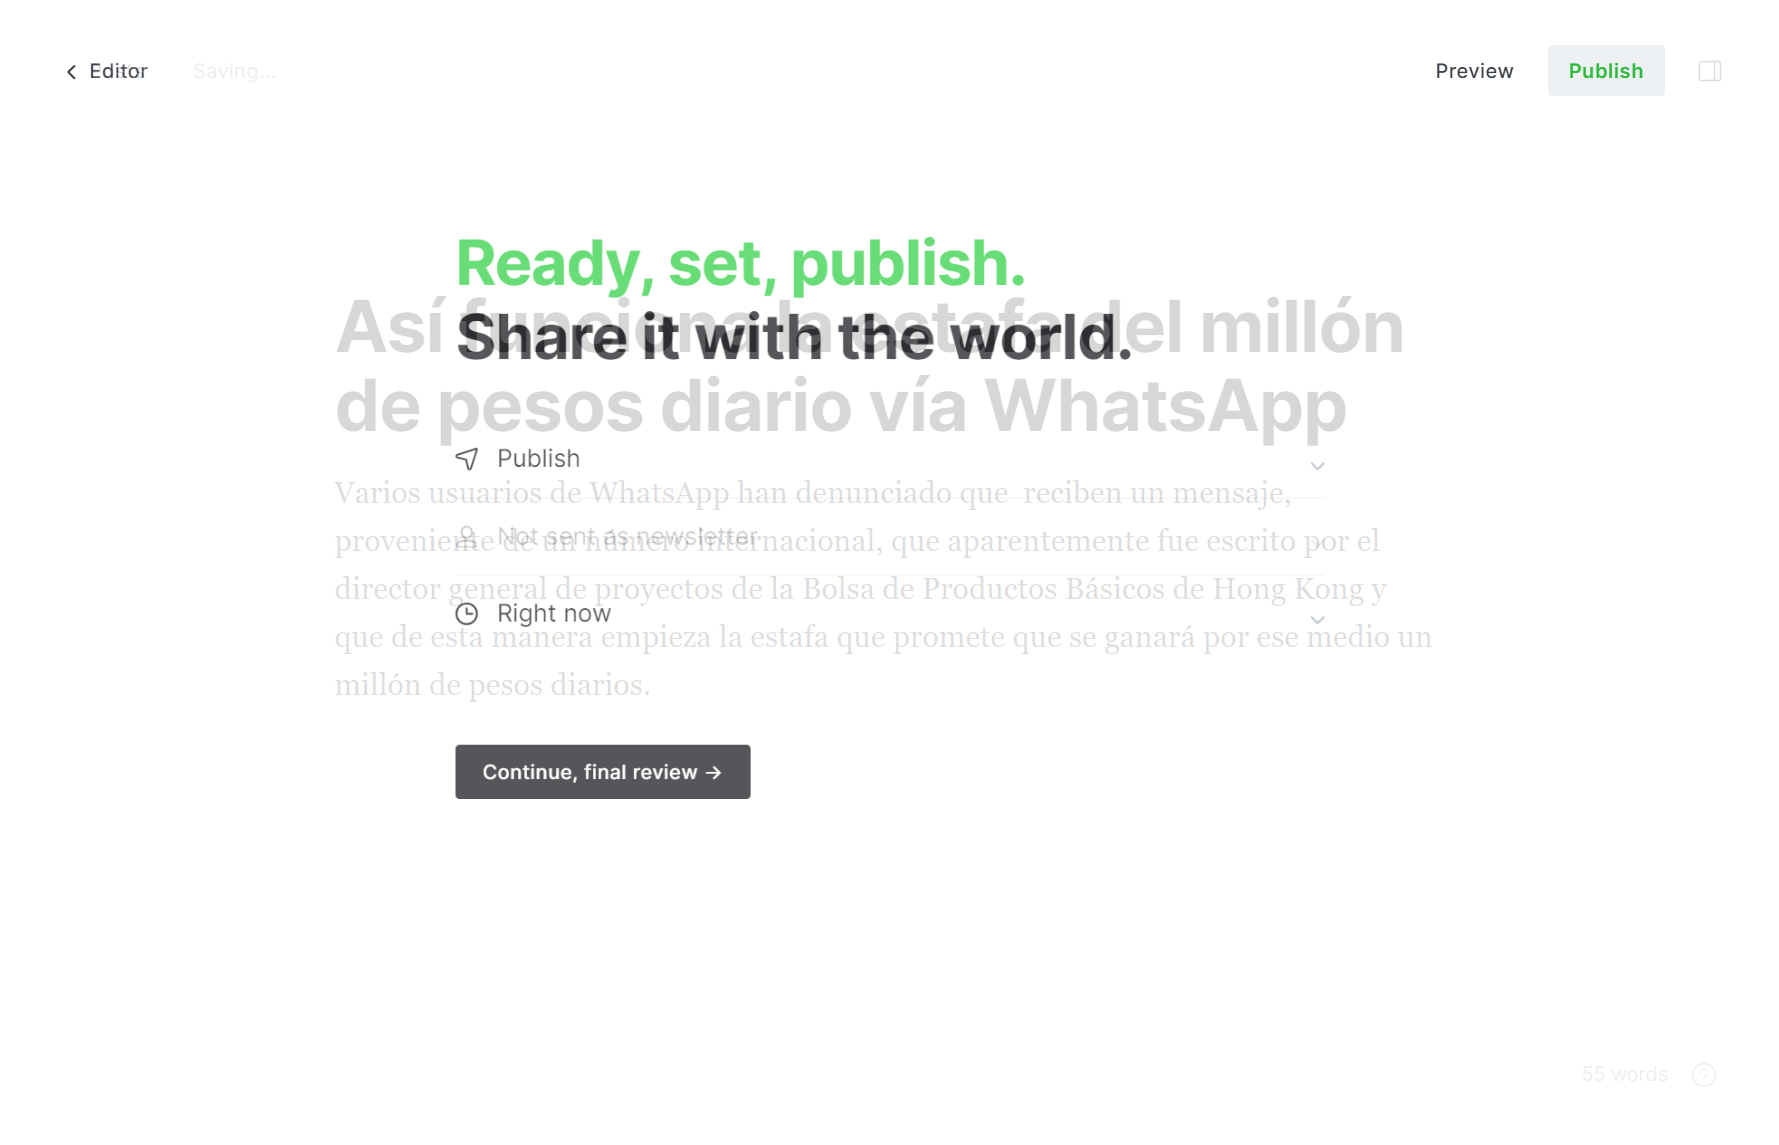 Editor
Saving...
Preview
Publish
Ready, set, publish.
Share it with the world.
Así funciona la estafa del millón
de pesos diario vía WhatsApp
Publish
Varios usuarios de WhatsApp han denunciado que  reciben un mensaje,
Not sent as newsletter
proveniente de un número internacional, que aparentemente fue escrito por el
director general de proyectos de la Bolsa de Productos Básicos de Hong Kong y
Right now
que de esta manera empieza la estafa que promete que se ganará por ese medio un
millón de pesos diarios.
Continue, final review →
55 words